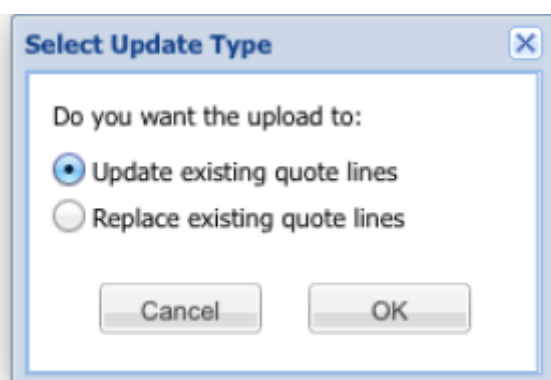 Select Update Type
Do you want the upload to:
Update existing quote lines
Replace existing quote lines
Cancel OK